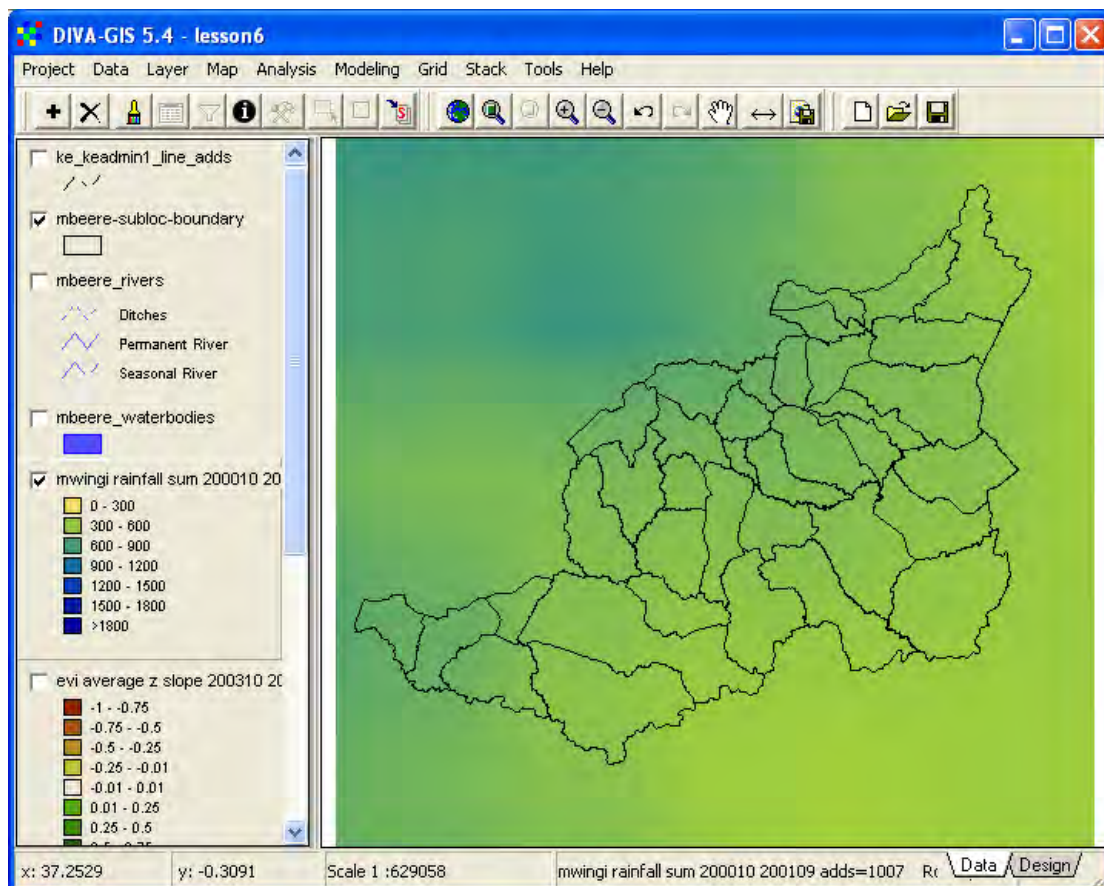 DIVA-GIS 5.4 - lesson6
Project Data Layer Map Analysis Modeling Grid Stack Tools Help
ke_keadmin1_line_adds
mbeere-subloc-boundary
mbeere_rivers
Ditches
Permanent River
Seasonal River
mbeere_waterbodies
mwingi rainfall sum 200010 20
0 - 300
300 - 600
600 - 900
900 - 1200
1200 - 1500
1500 - 1800
>1800
evi average z slope 200310 20
-1 - -0.75
-0.75 - -0.5
-0.5 - -0.25
-0.25 - -0.01
-0.01 - 0.01
0.01 - 0.25
0.25 - 0.5
x: 37.2529 y: -0.3091 Scale 1 :629058 mwingi rainfall sum 200010 200109 adds=1007 Data Design